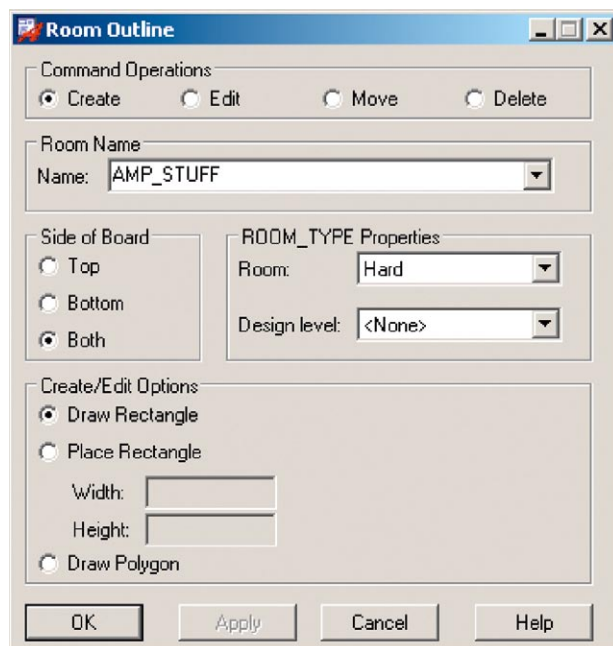 Room Outline
Command Operations
Create Edit Move Delete
Room Name
Name: AMP_STUFF
Side of Board
Top
Bottom
Both
ROOM_TYPE Properties
Room: Hard
Design level: <None>
Create/Edit Options
Draw Rectangle
Place Rectangle
Width:
Height:
Draw Polygon
OK Apply Cancel Help